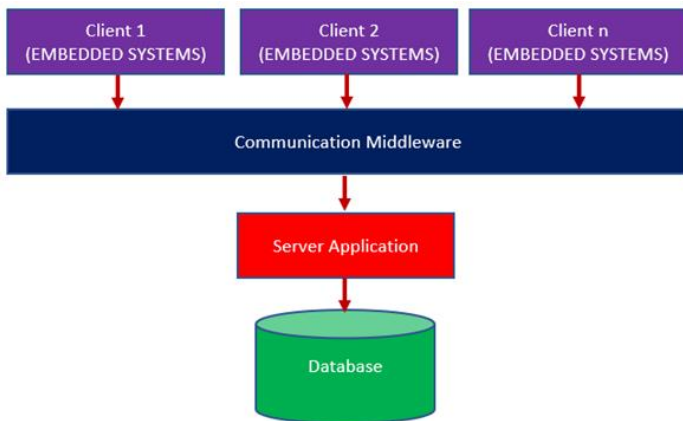 Client 1
(EMBEDDED SYSTEMS)
Client 2
(EMBEDDED SYSTEMS)
Client n
(EMBEDDED SYSTEMS)
Communication Middleware
Server Application
Database